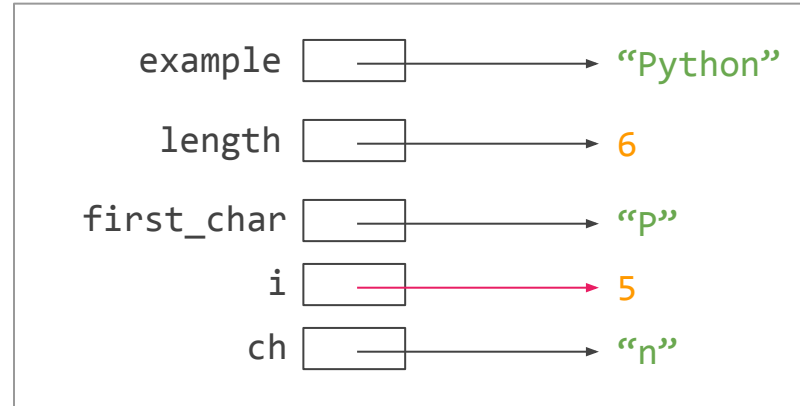 example “Python”
length 6
first_char “P”
i 5
ch “n”